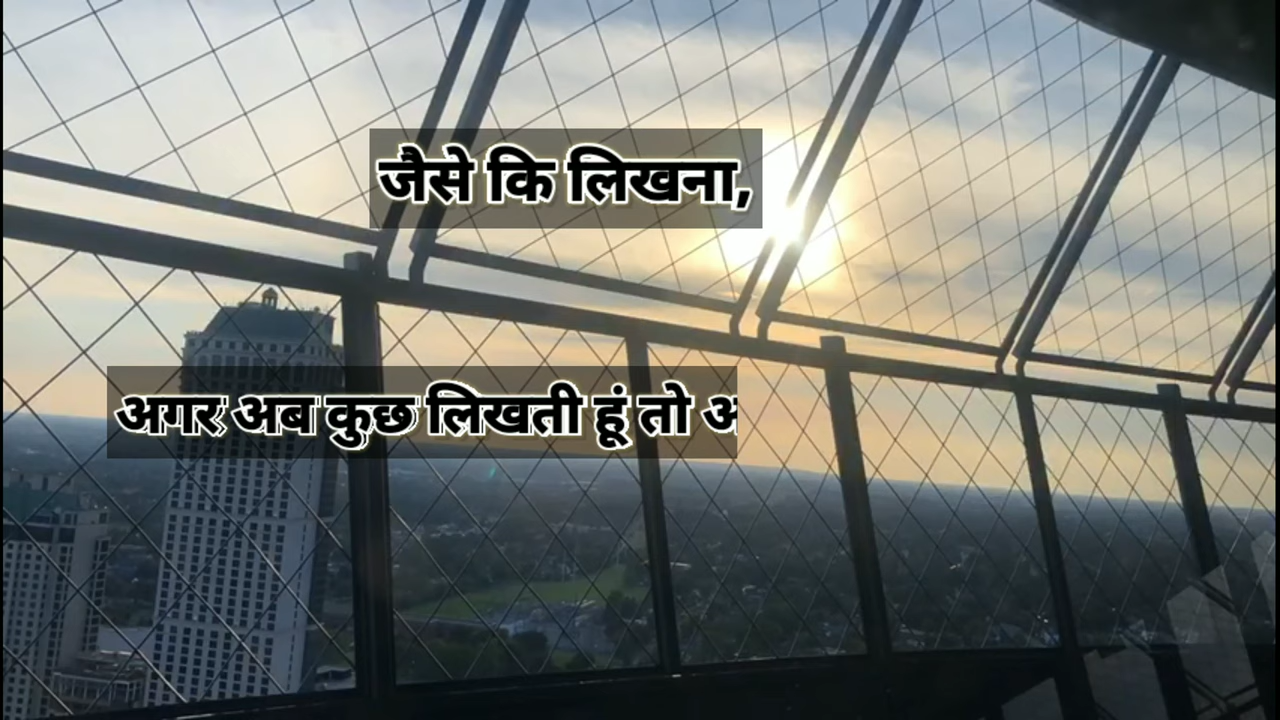 जैसे कि लिखना,
अगर अब कुछ लिखती हूं तो